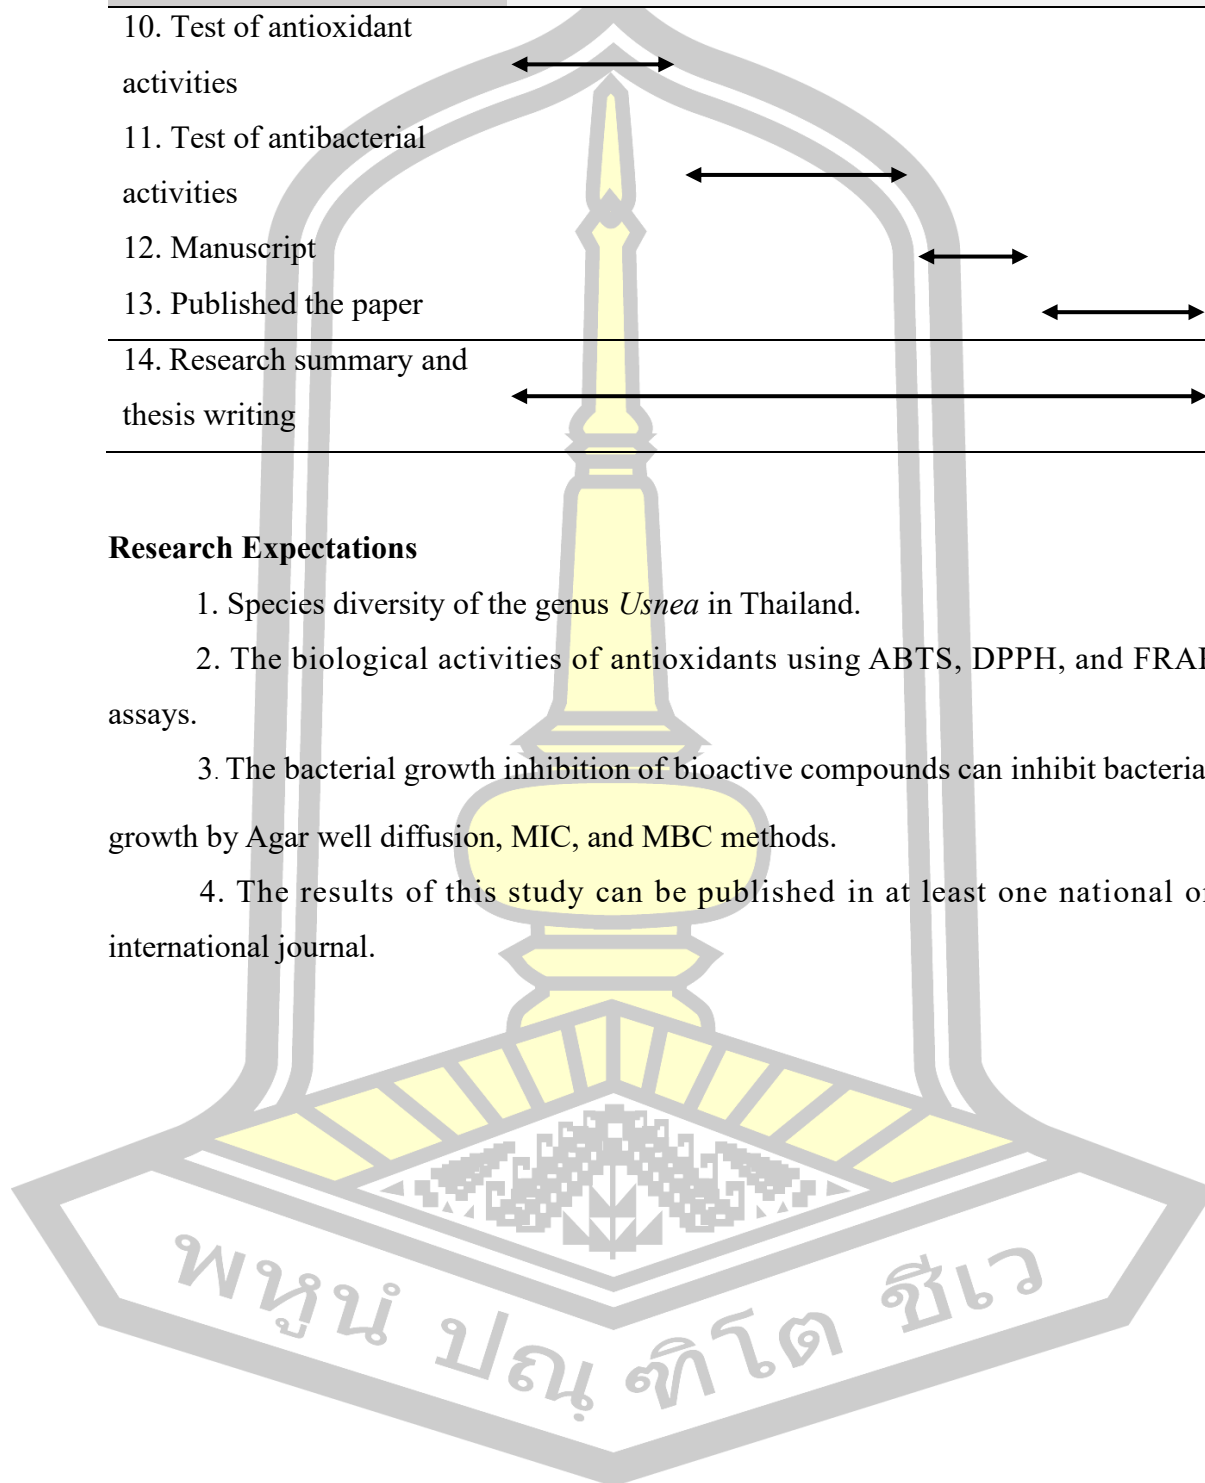 10. Test of antioxidant
activities
11. Test of antibacterial
activities
12. Manuscript
13. Published the paper
14. Research summary and
thesis writing
Research Expectations
1. Species diversity of the genus Usnea in Thailand.
2. The biological activities of antioxidants using ABTS, DPPH, and FRAP
assays.
3. The bacterial growth inhibition of bioactive compounds can inhibit bacteria
growth by Agar well diffusion, MIC, and MBC methods.
4. The results of this study can be published in at least one national or
international journal.
พหูนํ ปณฺฑิโต ชีเว